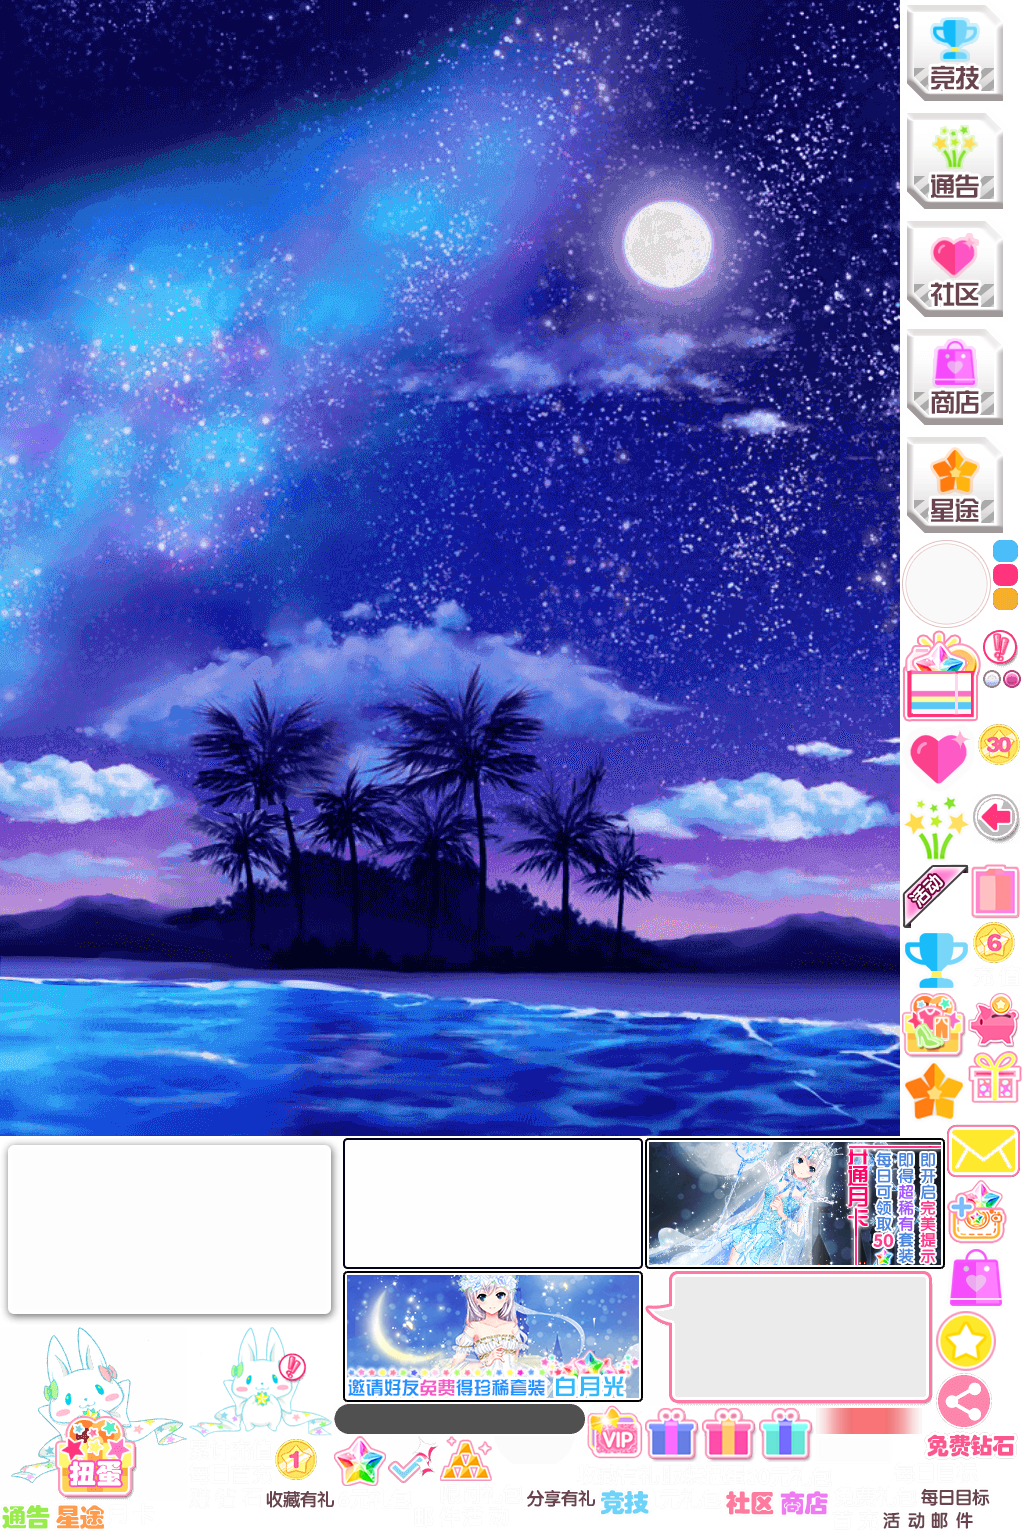 竞技
通告
社区
商店
星途
30
活动
6
开通月卡
每日可领取50
即得超稀有套装
即开启完美提示
邀请好友免费得珍稀套装 白月光
VIP
扭蛋
1
免费钻石
收藏有礼
分享有礼
竞技
社区
商店
每日目标
通告
星途
活动邮件